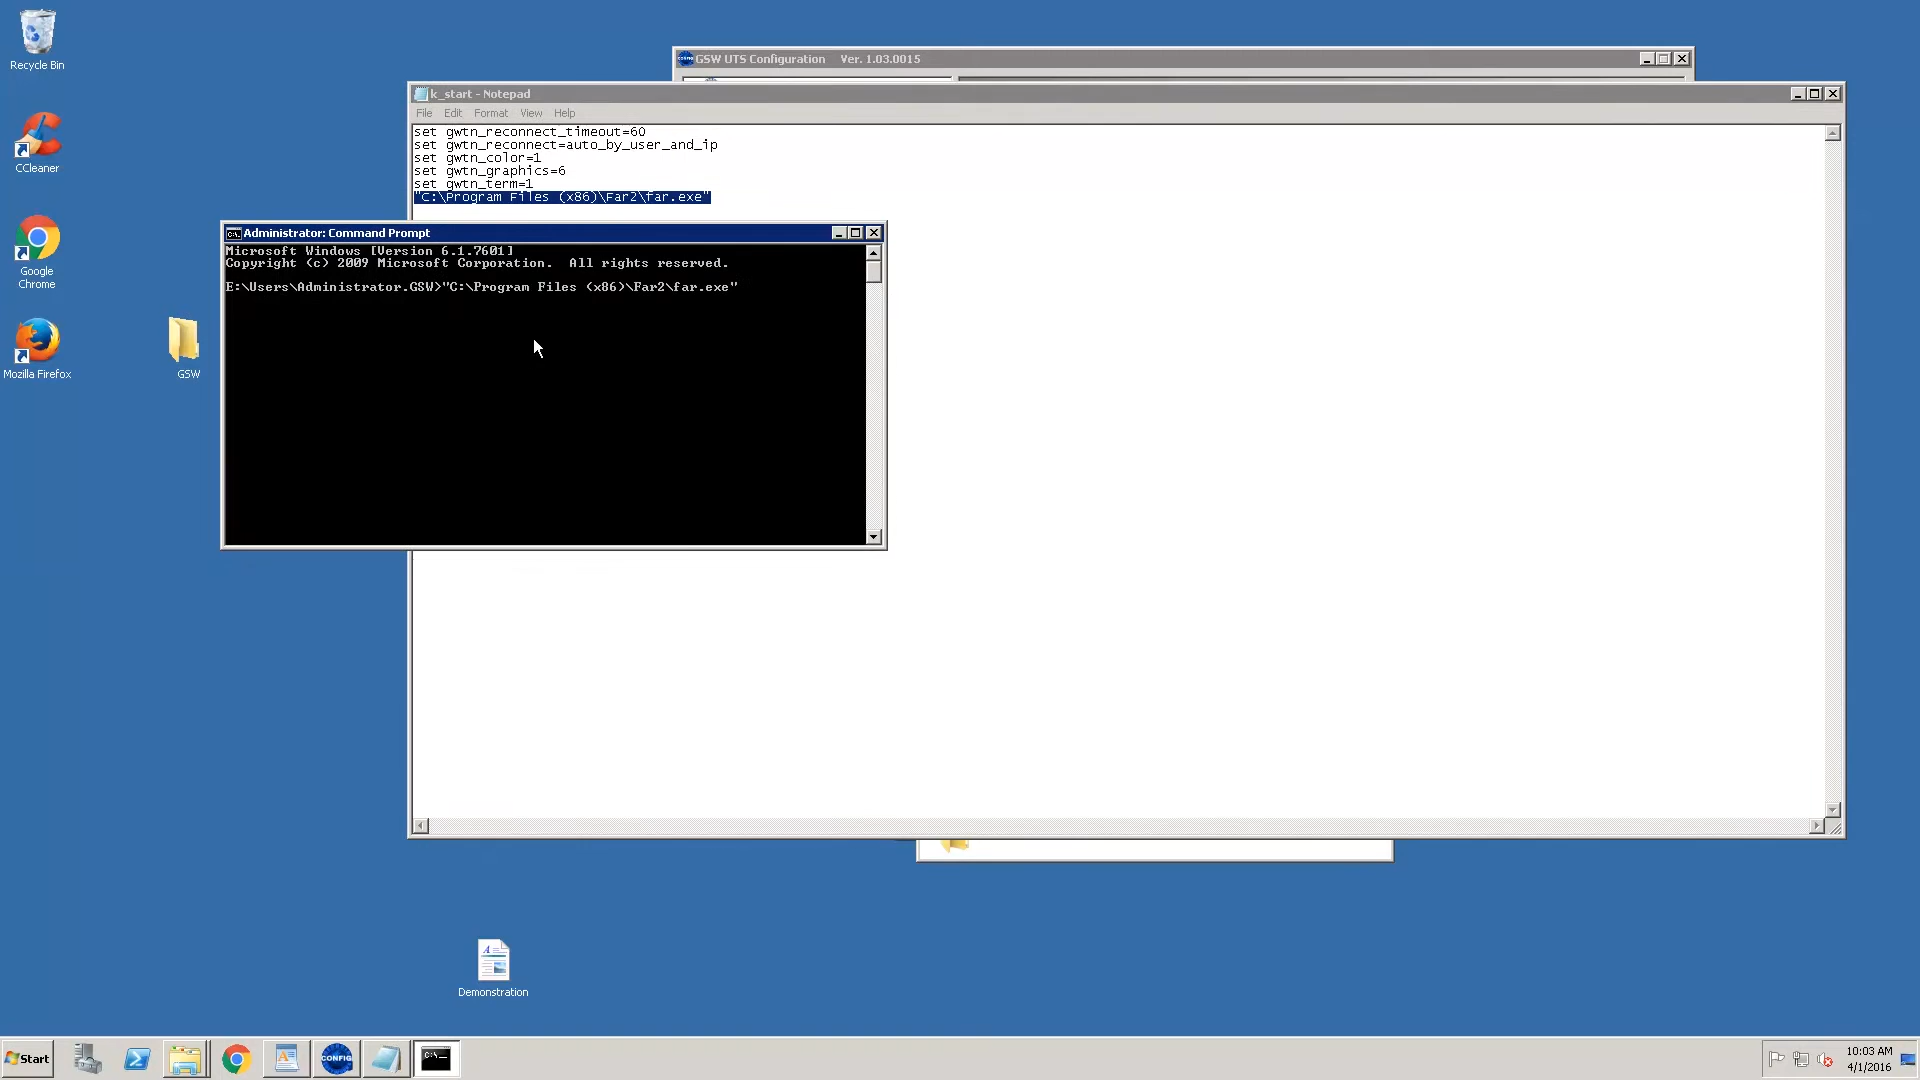 Recycle Bin
CCleaner
Google
Chrome
Mozilla Firefox
GSW
GSW UTS Configuration Ver. 1.03.0015
k_start - Notepad
File Edit Format View Help
set gwtn_reconnect_timeout=60
set gwtn_reconnect=auto_by_user_and_ip
set gwtn_color=1
set gwtn_graphics=6
set gwtn_term=1
"C:\Program Files (x86)\Far2\far.exe"
Administrator: Command Prompt
Microsoft Windows [Version 6.1.7601]
Copyright (c) 2009 Microsoft Corporation.  All rights reserved.
E:\Users\Administrator.GSW>"C:\Program Files (x86)\Far2\far.exe"
Demonstration
Start
CONFIG
C:\_
10:03 AM
4/1/2016